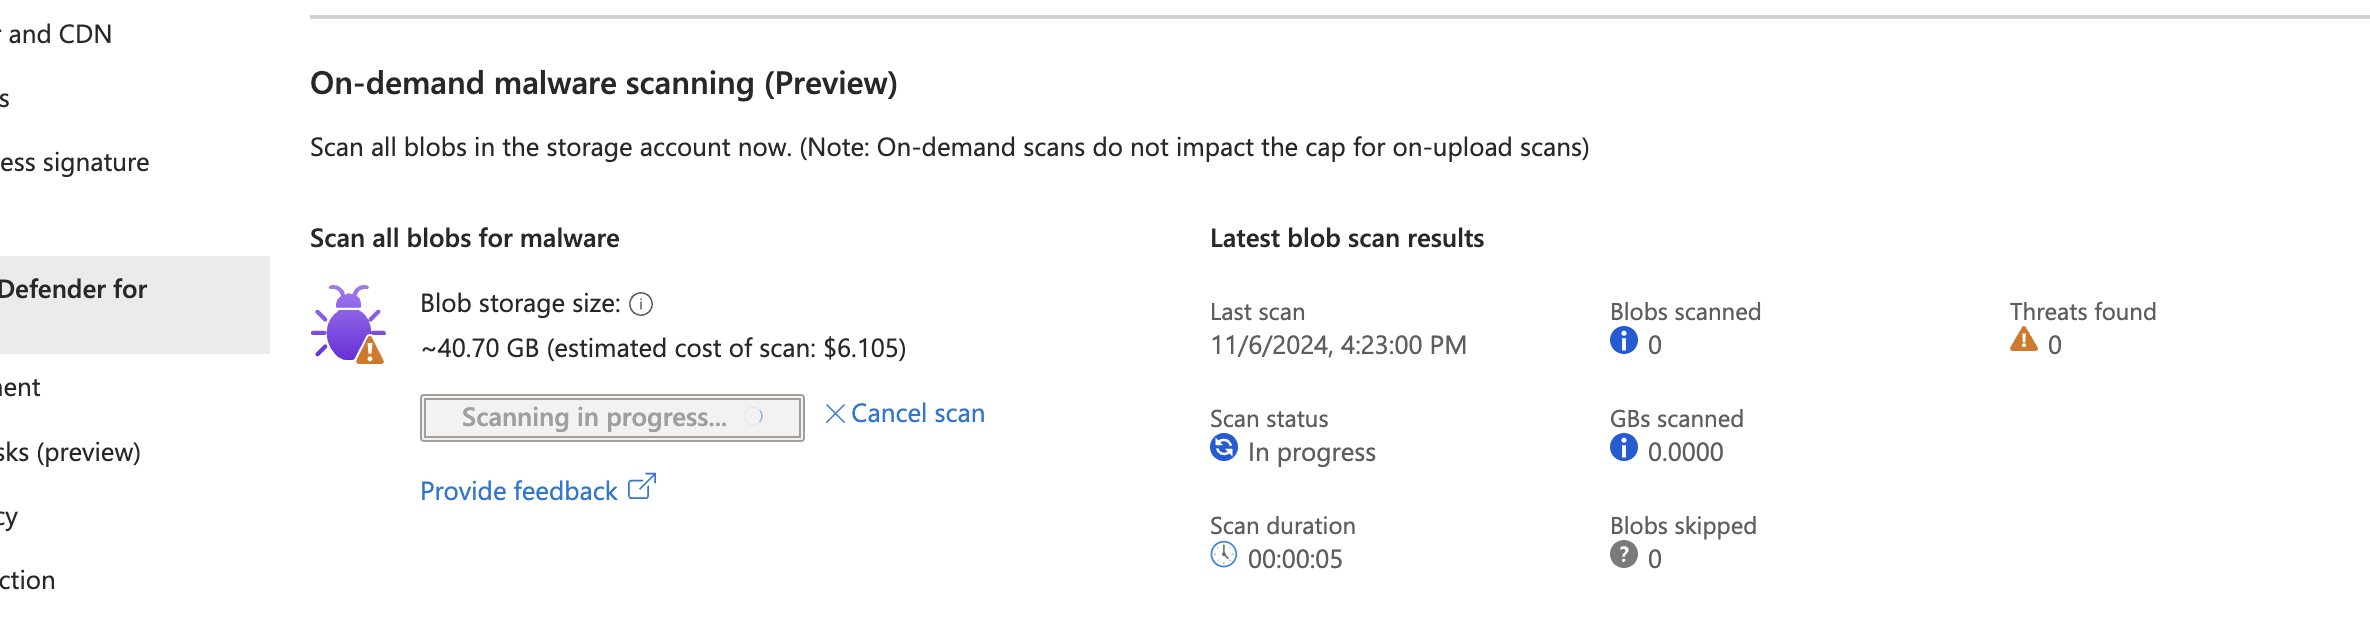 and CDN
s
ess signature
Defender for
ent
sks (preview)
cy
ction
On-demand malware scanning (Preview)
Scan all blobs in the storage account now. (Note: On-demand scans do not impact the cap for on-upload scans)
Scan all blobs for malware
Blob storage size:
~40.70 GB (estimated cost of scan: $6.105)
Scanning in progress...
Cancel scan
Provide feedback
Latest blob scan results
Last scan
11/6/2024, 4:23:00 PM
Scan status
In progress
Scan duration
00:00:05
Blobs scanned
0
GBs scanned
0.0000
Blobs skipped
0
Threats found
0